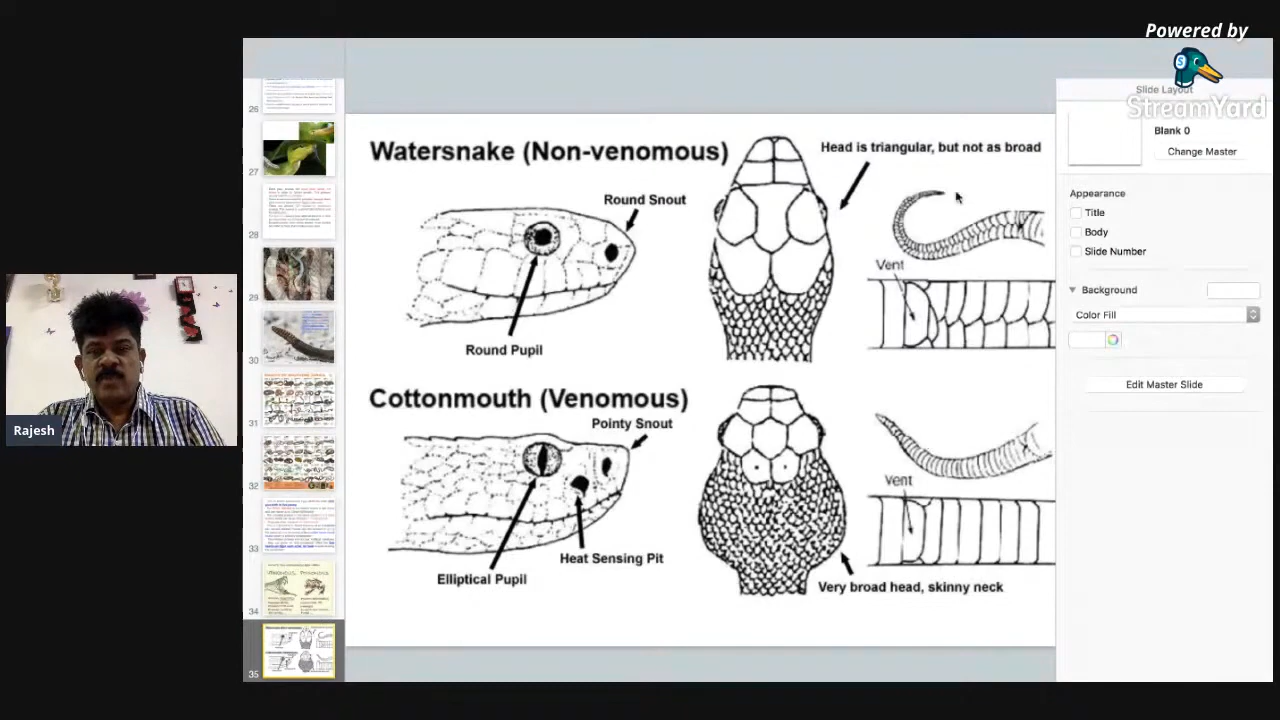 Powered by
StreamYard
Slide Layout
Blank 0
Change Master
Appearance
Title
Body
Slide Number
Background
Color Fill
Edit Master Slide
Rajesh
26
27
28
29
30
31
32
33
34
35
Watersnake (Non-venomous)
Head is triangular, but not as broad
Round Snout
Vent
Round Pupil
Cottonmouth (Venomous)
Pointy Snout
Vent
Heat Sensing Pit
Elliptical Pupil
Very broad head, skinny neck